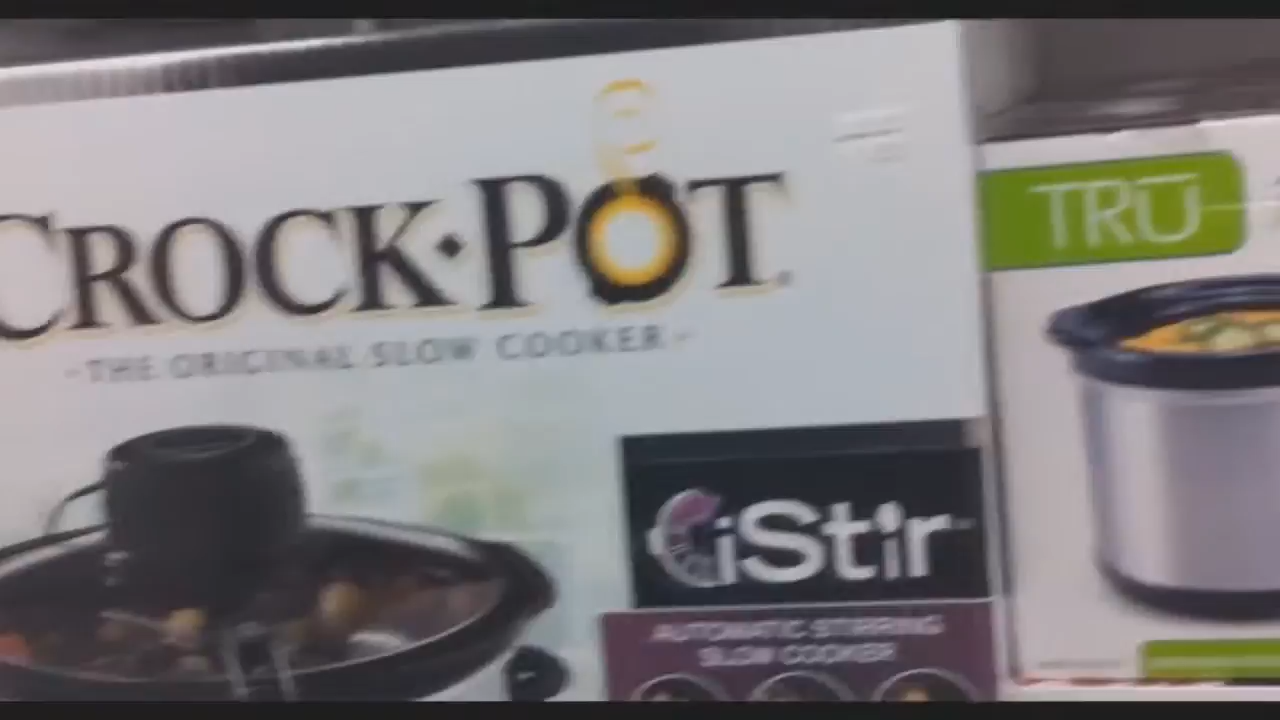 CROCK·POT
-THE ORIGINAL SLOW COOKER-
iStir
AUTOMATIC STIRRING
SLOW COOKER
TRU